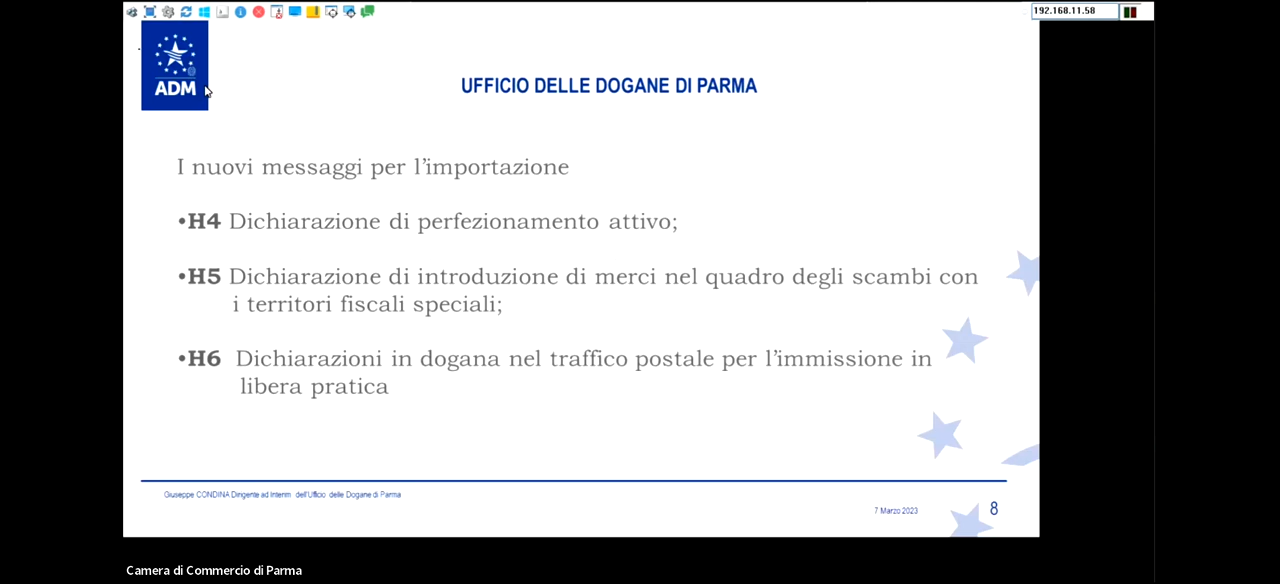 192.168.11.58
ADM
UFFICIO DELLE DOGANE DI PARMA
I nuovi messaggi per l’importazione
•H4 Dichiarazione di perfezionamento attivo;
•H5 Dichiarazione di introduzione di merci nel quadro degli scambi con
i territori fiscali speciali;
•H6 Dichiarazioni in dogana nel traffico postale per l’immissione in
libera pratica
Giuseppe CONDINA Dirigente ad Interim dell'Ufficio delle Dogane di Parma
7 Marzo 2023
8
Camera di Commercio di Parma